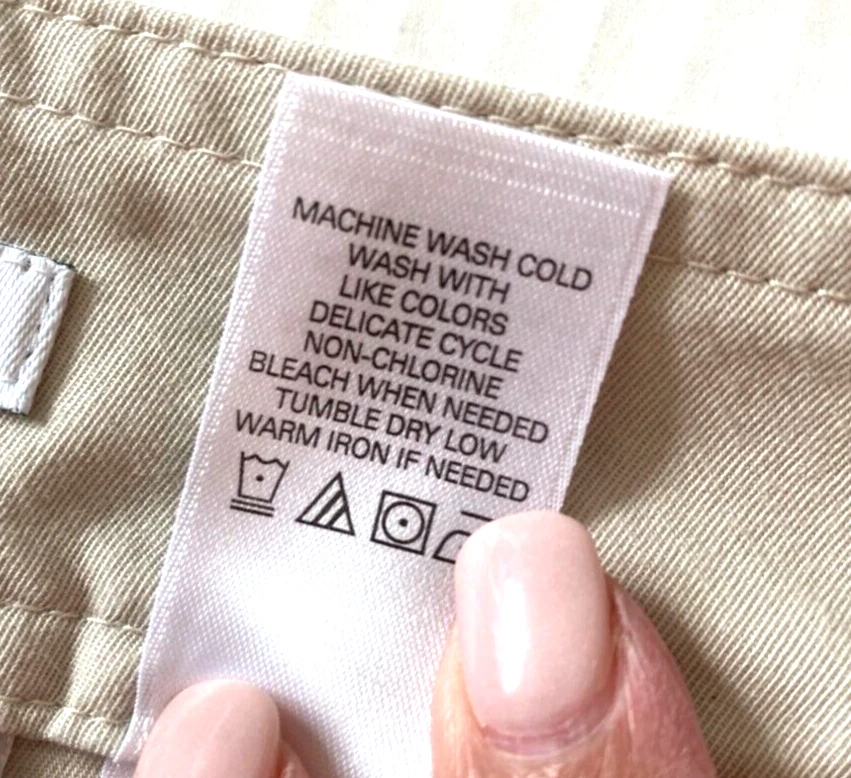 MACHINE WASH COLD
WASH WITH
LIKE COLORS
DELICATE CYCLE
NON-CHLORINE
BLEACH WHEN NEEDED
TUMBLE DRY LOW
WARM IRON IF NEEDED